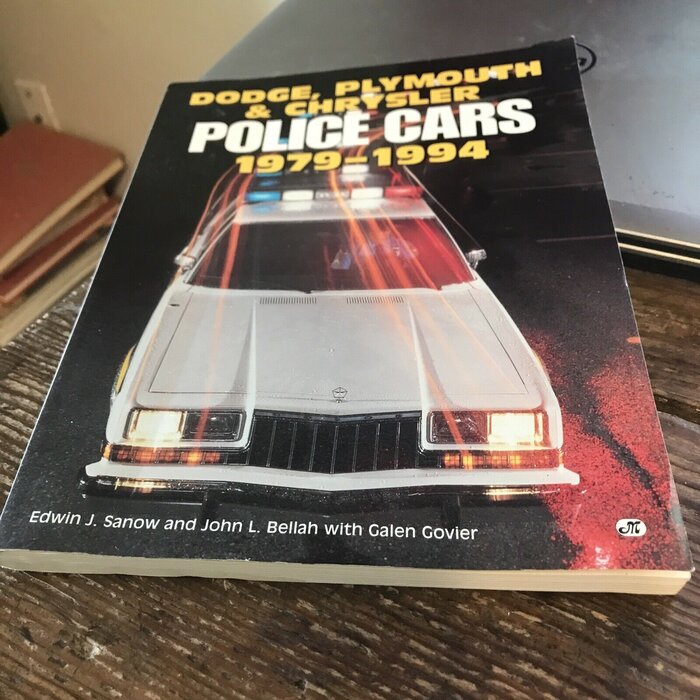 DODGE, PLYMOUTH
& CHRYSLER
POLICE CARS
1979-1994
Edwin J. Sanow and John L. Bellah with Galen Govier